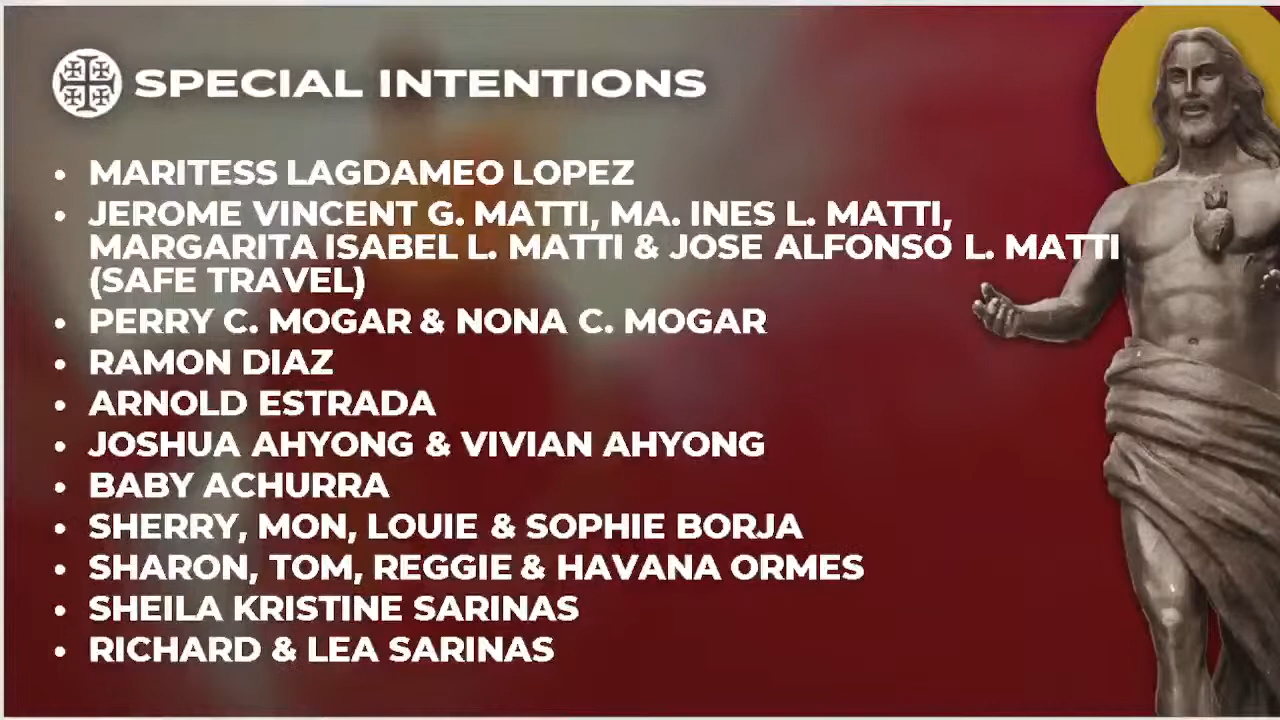 SPECIAL INTENTIONS
• MARITESS LAGDAMEO LOPEZ
• JEROME VINCENT G. MATTI, MA. INES L. MATTI,
MARGARITA ISABEL L. MATTI & JOSE ALFONSO L. MATTI
(SAFE TRAVEL)
• PERRY C. MOGAR & NONA C. MOGAR
• RAMON DIAZ
• ARNOLD ESTRADA
• JOSHUA AHYONG & VIVIAN AHYONG
• BABY ACHURRA
• SHERRY, MON, LOUIE & SOPHIE BORJA
• SHARON, TOM, REGGIE & HAVANA ORMES
• SHEILA KRISTINE SARINAS
• RICHARD & LEA SARINAS